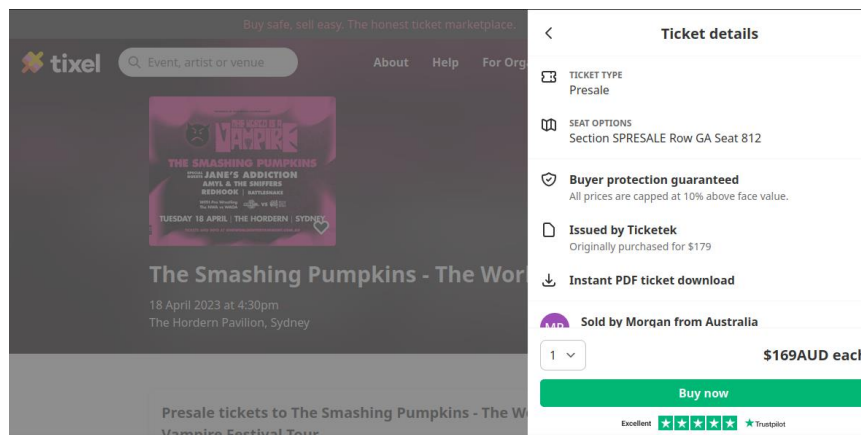 Buy safe, sell easy. The honest ticket marketplace.
tixel
Event, artist or venue
About
Help
For Org
VAMPIRE
THE SMASHING PUMPKINS
JANE'S ADDICTION
AMYL & THE SNIFFERS
REDHOOK | BATTLESNAKE
TUESDAY 18 APRIL | THE HORDERN | SYDNEY
The Smashing Pumpkins - The Wor
18 April 2023 at 4:30pm
The Hordern Pavilion, Sydney
Presale tickets to The Smashing Pumpkins - The W
Vampire Festival Tour
Ticket details
TICKET TYPE
Presale
SEAT OPTIONS
Section SPRESALE Row GA Seat 812
Buyer protection guaranteed
All prices are capped at 10% above face value.
Issued by Ticketek
Originally purchased for $179
Instant PDF ticket download
MP
Sold by Morgan from Australia
1
$169AUD each
Buy now
Excellent
Trustpilot